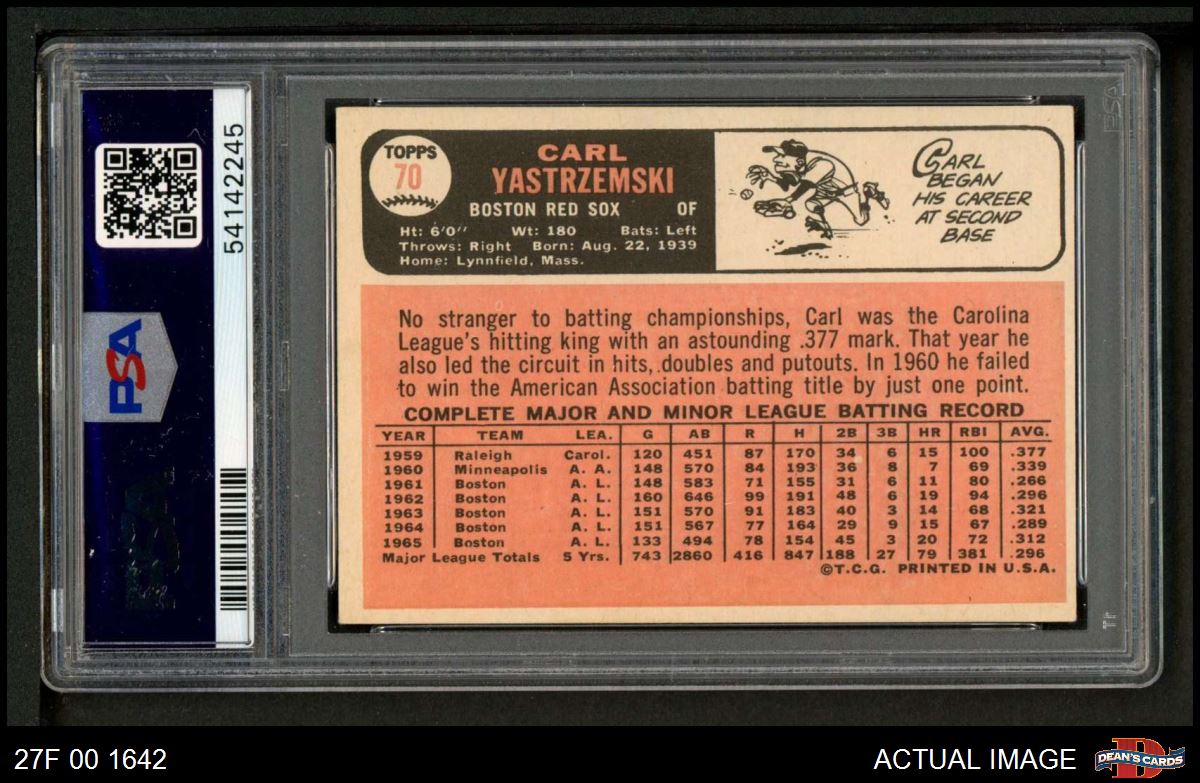 54142245
PSA
TOPPS
70
CARL
YASTRZEMSKI
BOSTON RED SOX OF
Ht: 6'0" Wt: 180 Bats: Left
Throws: Right Born: Aug. 22, 1939
Home: Lynnfield, Mass.
CARL
BEGAN
HIS CAREER
AT SECOND
BASE
No stranger to batting championships, Carl was the Carolina
League's hitting king with an astounding .377 mark. That year he
also led the circuit in hits, doubles and putouts. In 1960 he failed
to win the American Association batting title by just one point.
COMPLETE MAJOR AND MINOR LEAGUE BATTING RECORD
YEAR TEAM LEA. G AB R H 2B 3B HR RBI AVG.
1959 Raleigh Carol. 120 451 87 170 34 6 15 100 .377
1960 Minneapolis A. A. 148 570 84 193 36 8 7 69 .339
1961 Boston A. L. 148 583 71 155 31 6 11 80 .266
1962 Boston A. L. 160 646 99 191 48 6 19 94 .296
1963 Boston A. L. 151 570 91 183 40 3 14 68 .321
1964 Boston A. L. 151 567 77 164 29 9 15 67 .289
1965 Boston A. L. 133 494 78 154 45 3 20 72 .312
Major League Totals 5 Yrs. 743 2860 416 847 188 27 79 381 .296
©T.C.G. PRINTED IN U.S.A.
PSA
27F 00 1642
ACTUAL IMAGE
D
DEAN'S CARDS